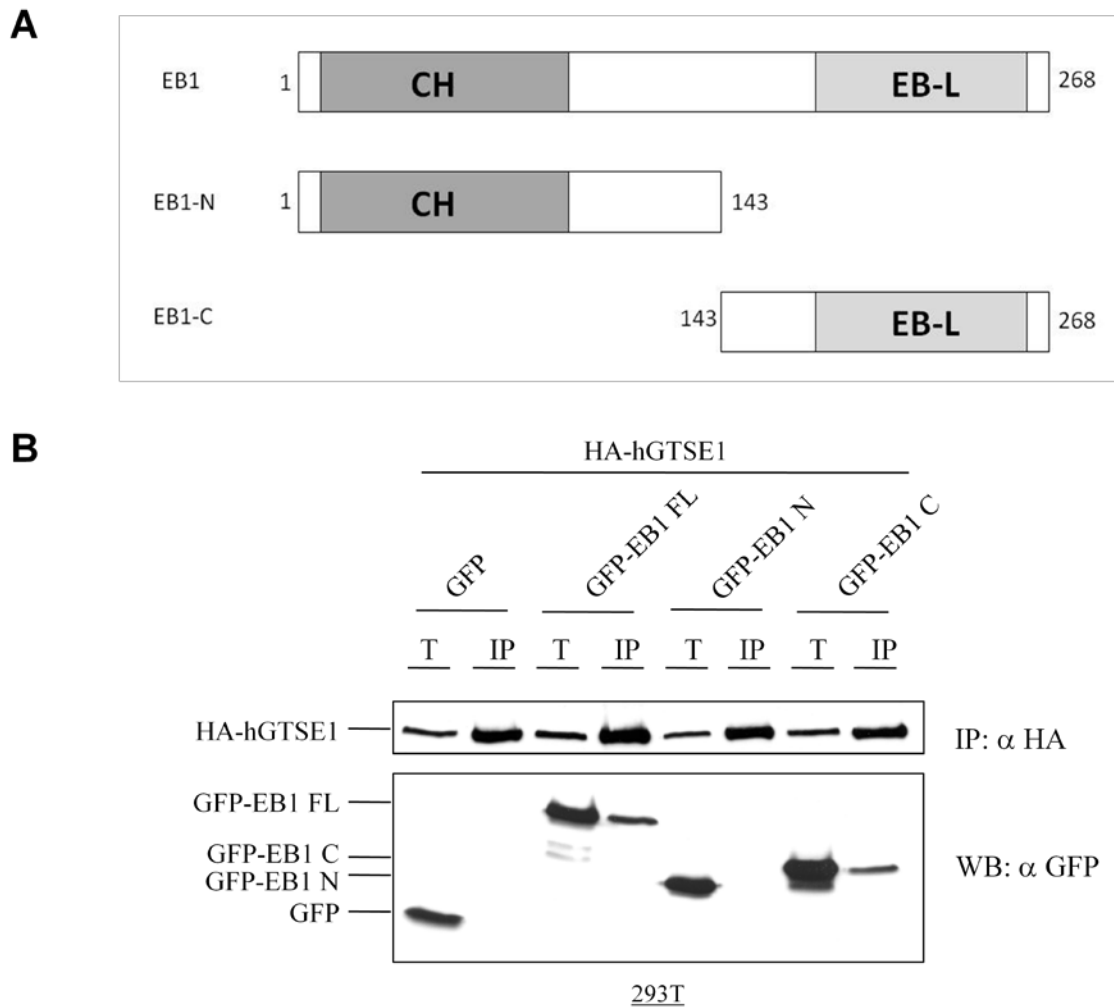 A
EB1 1 CH EB-L 268
EB1-N 1 CH 143
EB1-C 143 EB-L 268
B
HA-hGTSE1
GFP GFP-EB1 FL GFP-EB1 N GFP-EB1 C
T IP T IP T IP T IP
HA-hGTSE1 IP: α HA
GFP-EB1 FL
GFP-EB1 C
GFP-EB1 N WB: α GFP
GFP
293T